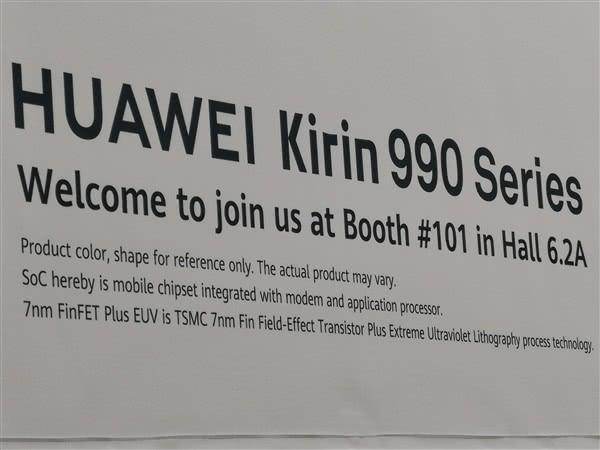 HUAWEI Kirin 990 Series
Welcome to join us at Booth #101 in Hall 6.2A
Product color, shape for reference only. The actual product may vary.
SoC hereby is mobile chipset integrated with modem and application processor.
7nm FinFET Plus EUV is TSMC 7nm Fin Field-Effect Transistor Plus Extreme Ultraviolet Lithography process technology.